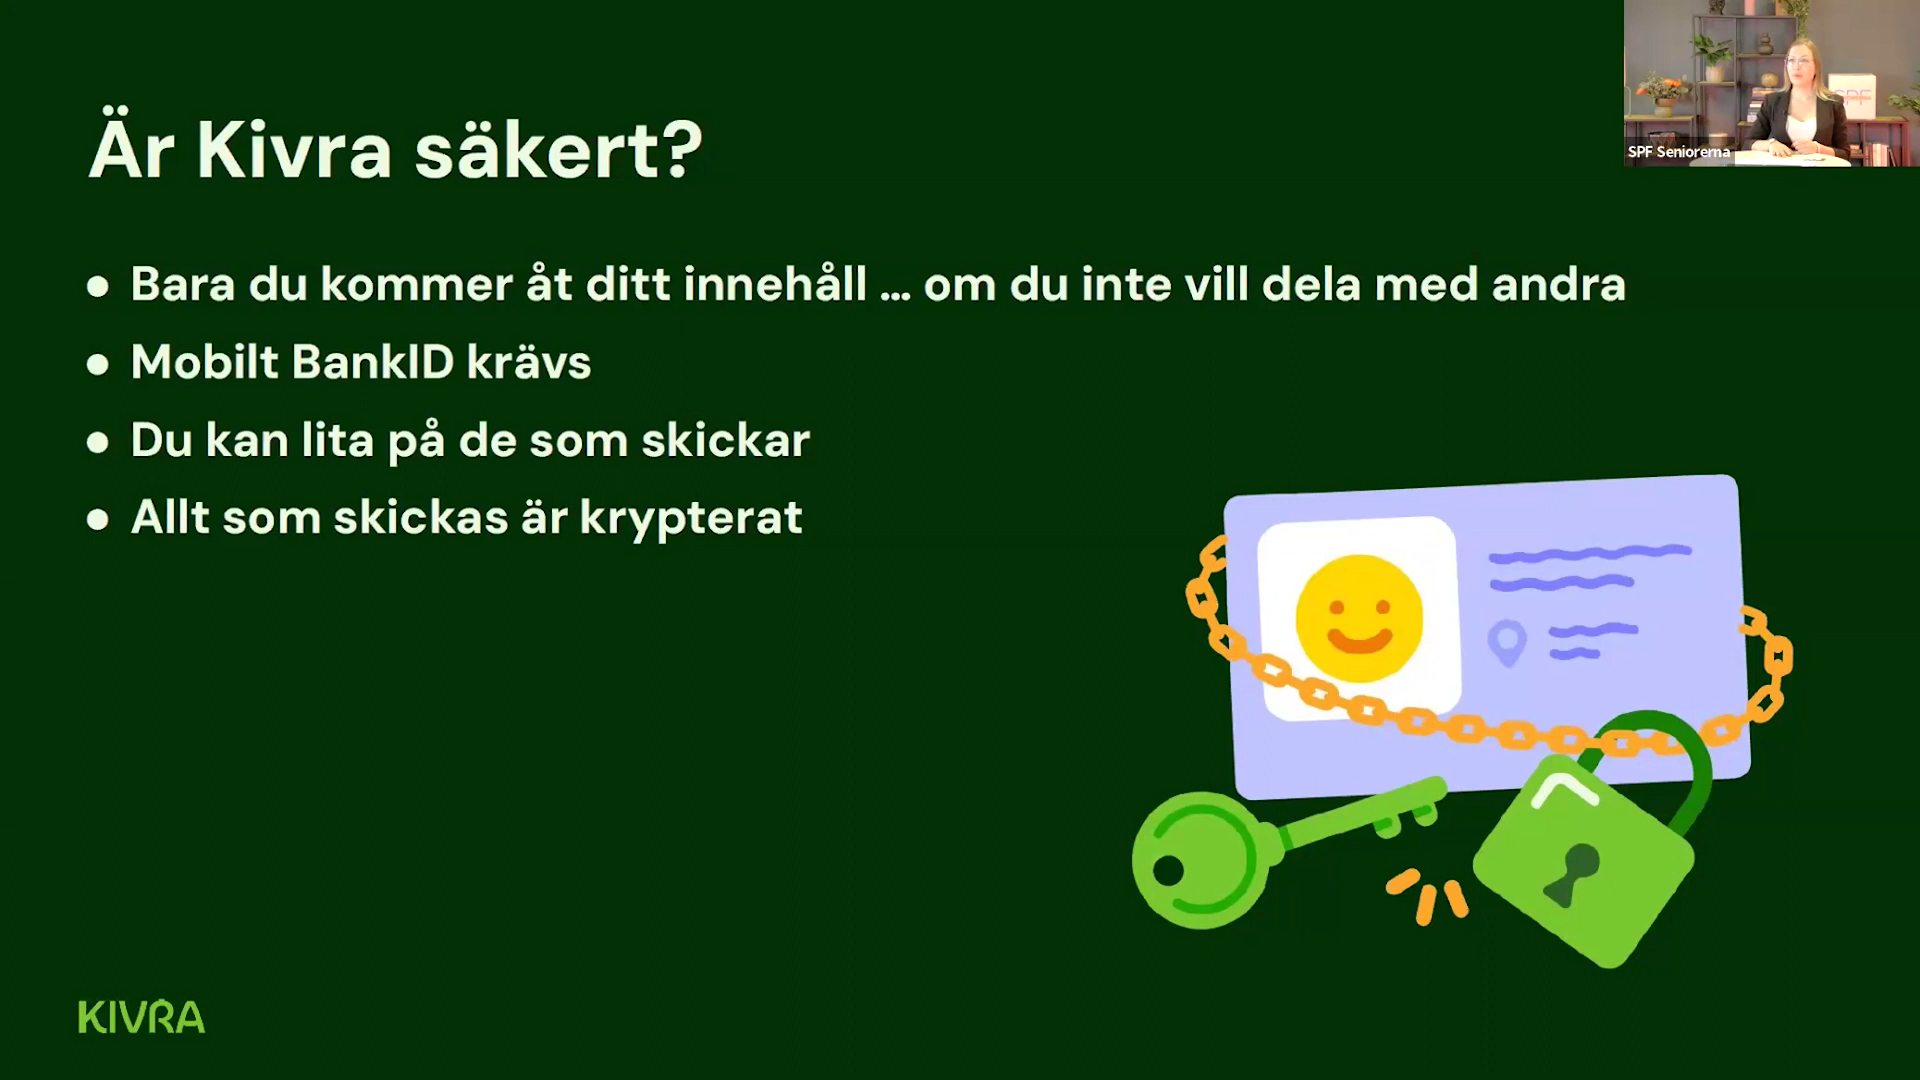 Är Kivra säkert?
● Bara du kommer åt ditt innehåll ... om du inte vill dela med andra
● Mobilt BankID krävs
● Du kan lita på de som skickar
● Allt som skickas är krypterat
SPF
SPF Seniorerna
KIVRA